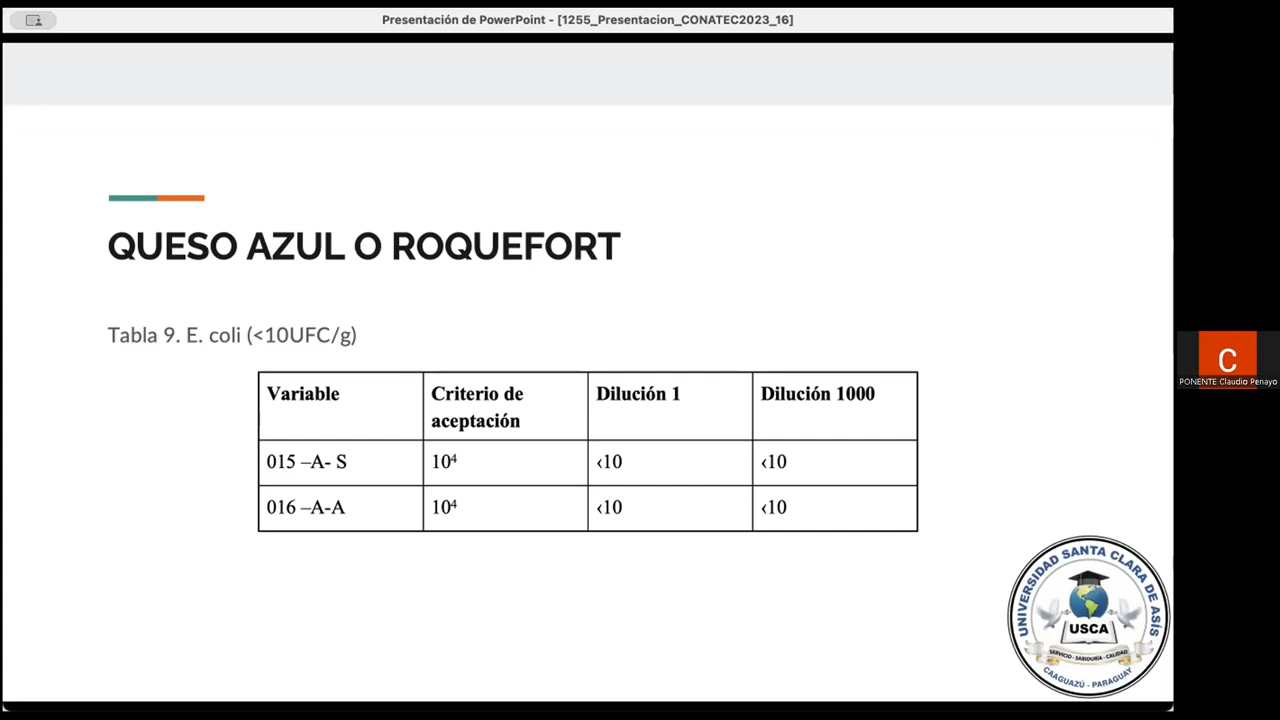 Presentación de PowerPoint - [1255_Presentacion_CONATEC2023_16]
QUESO AZUL O ROQUEFORT
Tabla 9. E. coli (<10UFC/g)
Variable Criterio de aceptación Dilución 1 Dilución 1000
015 –A- S 10⁴ ‹10 ‹10
016 –A-A 10⁴ ‹10 ‹10
C
PONENTE Claudio Penayo
UNIVERSIDAD SANTA CLARA DE ASÍS
USCA
SERVICIO - SABIDURÍA - CALIDAD
CAAGUAZÚ - PARAGUAY